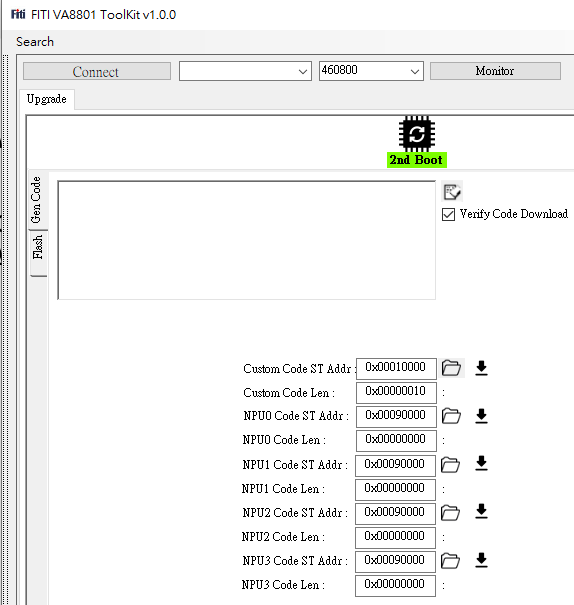 Fiti FITI VA8801 ToolKit v1.0.0
Search
Connect 460800 Monitor
Upgrade
2nd Boot
Gen Code
Flash
Verify Code Download
Custom Code ST Addr : 0x00010000
Custom Code Len : 0x00000010 :
NPU0 Code ST Addr : 0x00090000
NPU0 Code Len : 0x00000000 :
NPU1 Code ST Addr : 0x00090000
NPU1 Code Len : 0x00000000 :
NPU2 Code ST Addr : 0x00090000
NPU2 Code Len : 0x00000000 :
NPU3 Code ST Addr : 0x00090000
NPU3 Code Len : 0x00000000 :